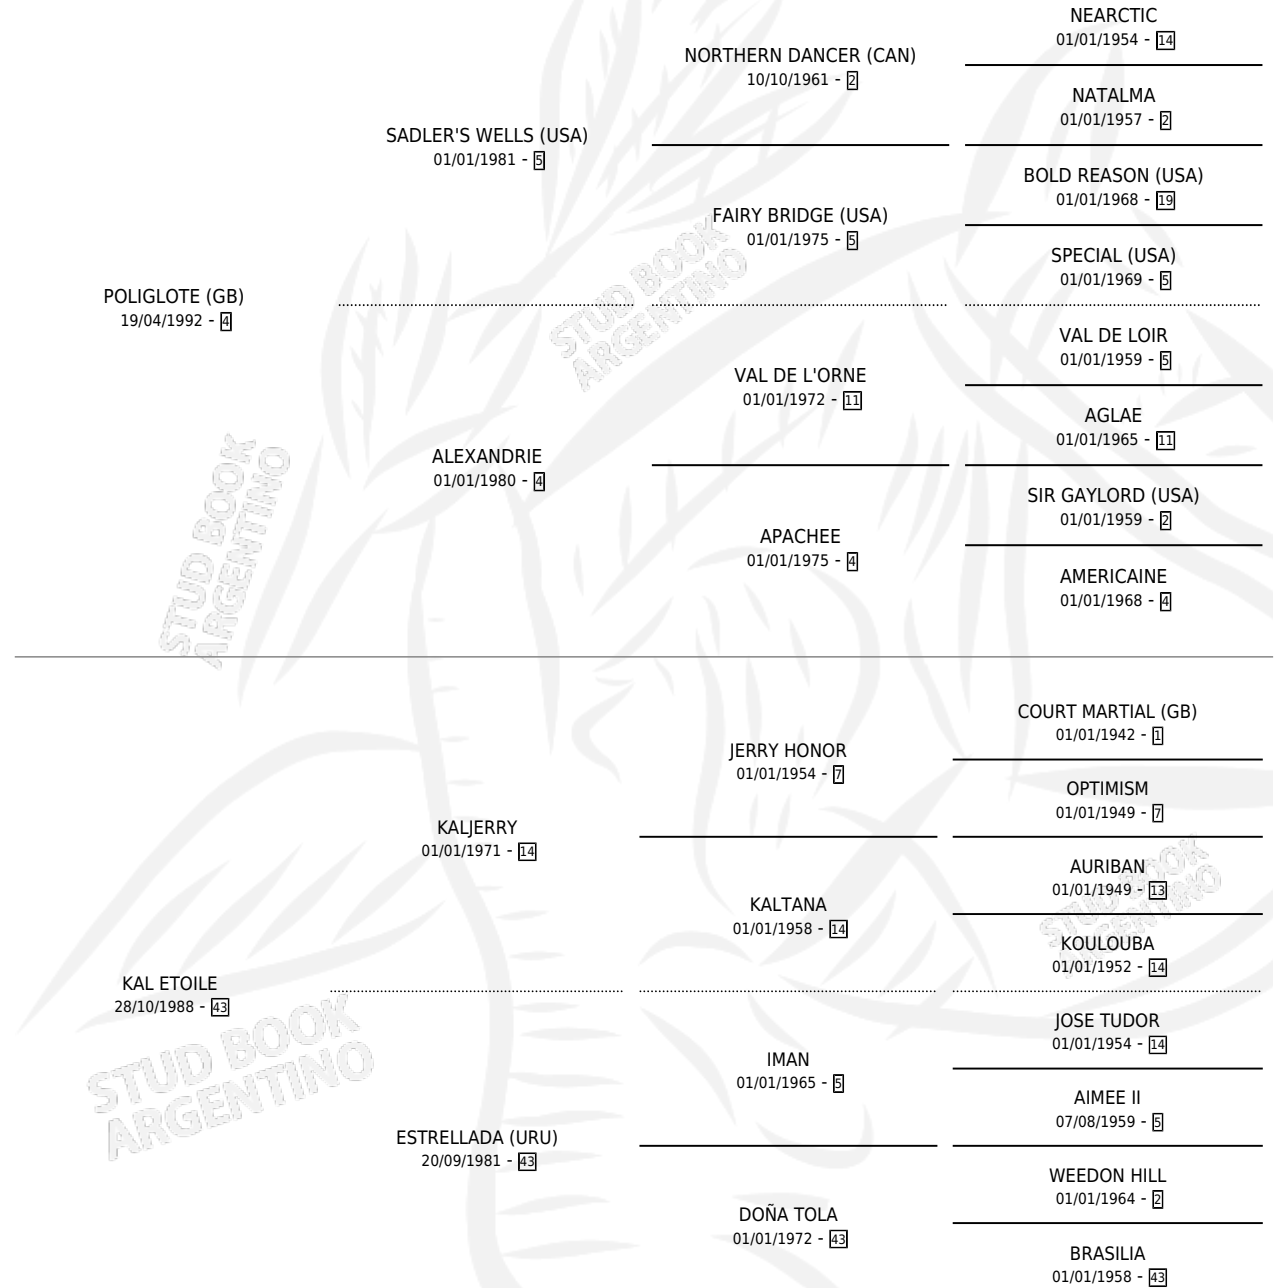 NEARCTIC
01/01/1954 - 14
NORTHERN DANCER (CAN)
10/10/1961 - 2
NATALMA
01/01/1957 - 2
SADLER'S WELLS (USA)
01/01/1981 - 5
BOLD REASON (USA)
01/01/1968 - 19
FAIRY BRIDGE (USA)
01/01/1975 - 5
SPECIAL (USA)
01/01/1969 - 5
POLIGLOTE (GB)
19/04/1992 - 4
STUD BOOK
ARGENTINO
VAL DE LOIR
01/01/1959 - 5
VAL DE L'ORNE
01/01/1972 - 11
AGLAE
01/01/1965 - 11
ALEXANDRIE
01/01/1980 - 4
SIR GAYLORD (USA)
01/01/1959 - 2
APACHEE
01/01/1975 - 4
AMERICAINE
01/01/1968 - 4
STUD BOOK
ARGENTINO
COURT MARTIAL (GB)
01/01/1942 - 1
JERRY HONOR
01/01/1954 - 7
OPTIMISM
01/01/1949 - 7
KALJERRY
01/01/1971 - 14
AURIBAN
01/01/1949 - 13
KALTANA
01/01/1958 - 14
STUD BOOK
ARGENTINO
KOULOUBA
01/01/1952 - 14
KAL ETOILE
28/10/1988 - 43
JOSE TUDOR
01/01/1954 - 14
IMAN
01/01/1965 - 5
STUD BOOK
ARGENTINO
AIMEE II
07/08/1959 - 5
ESTRELLADA (URU)
20/09/1981 - 43
WEEDON HILL
01/01/1964 - 2
DOÑA TOLA
01/01/1972 - 43
BRASILIA
01/01/1958 - 43